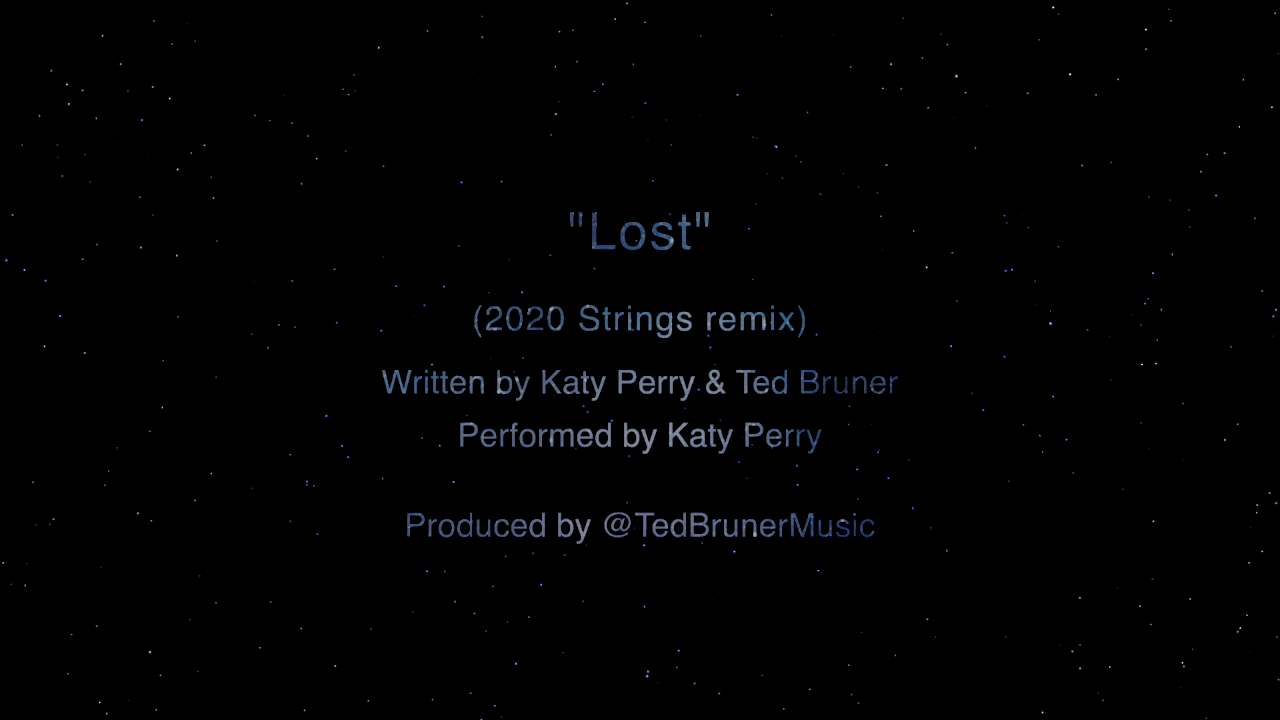 "Lost"
(2020 Strings remix)
Written by Katy Perry & Ted Bruner
Performed by Katy Perry
Produced by @TedBrunerMusic